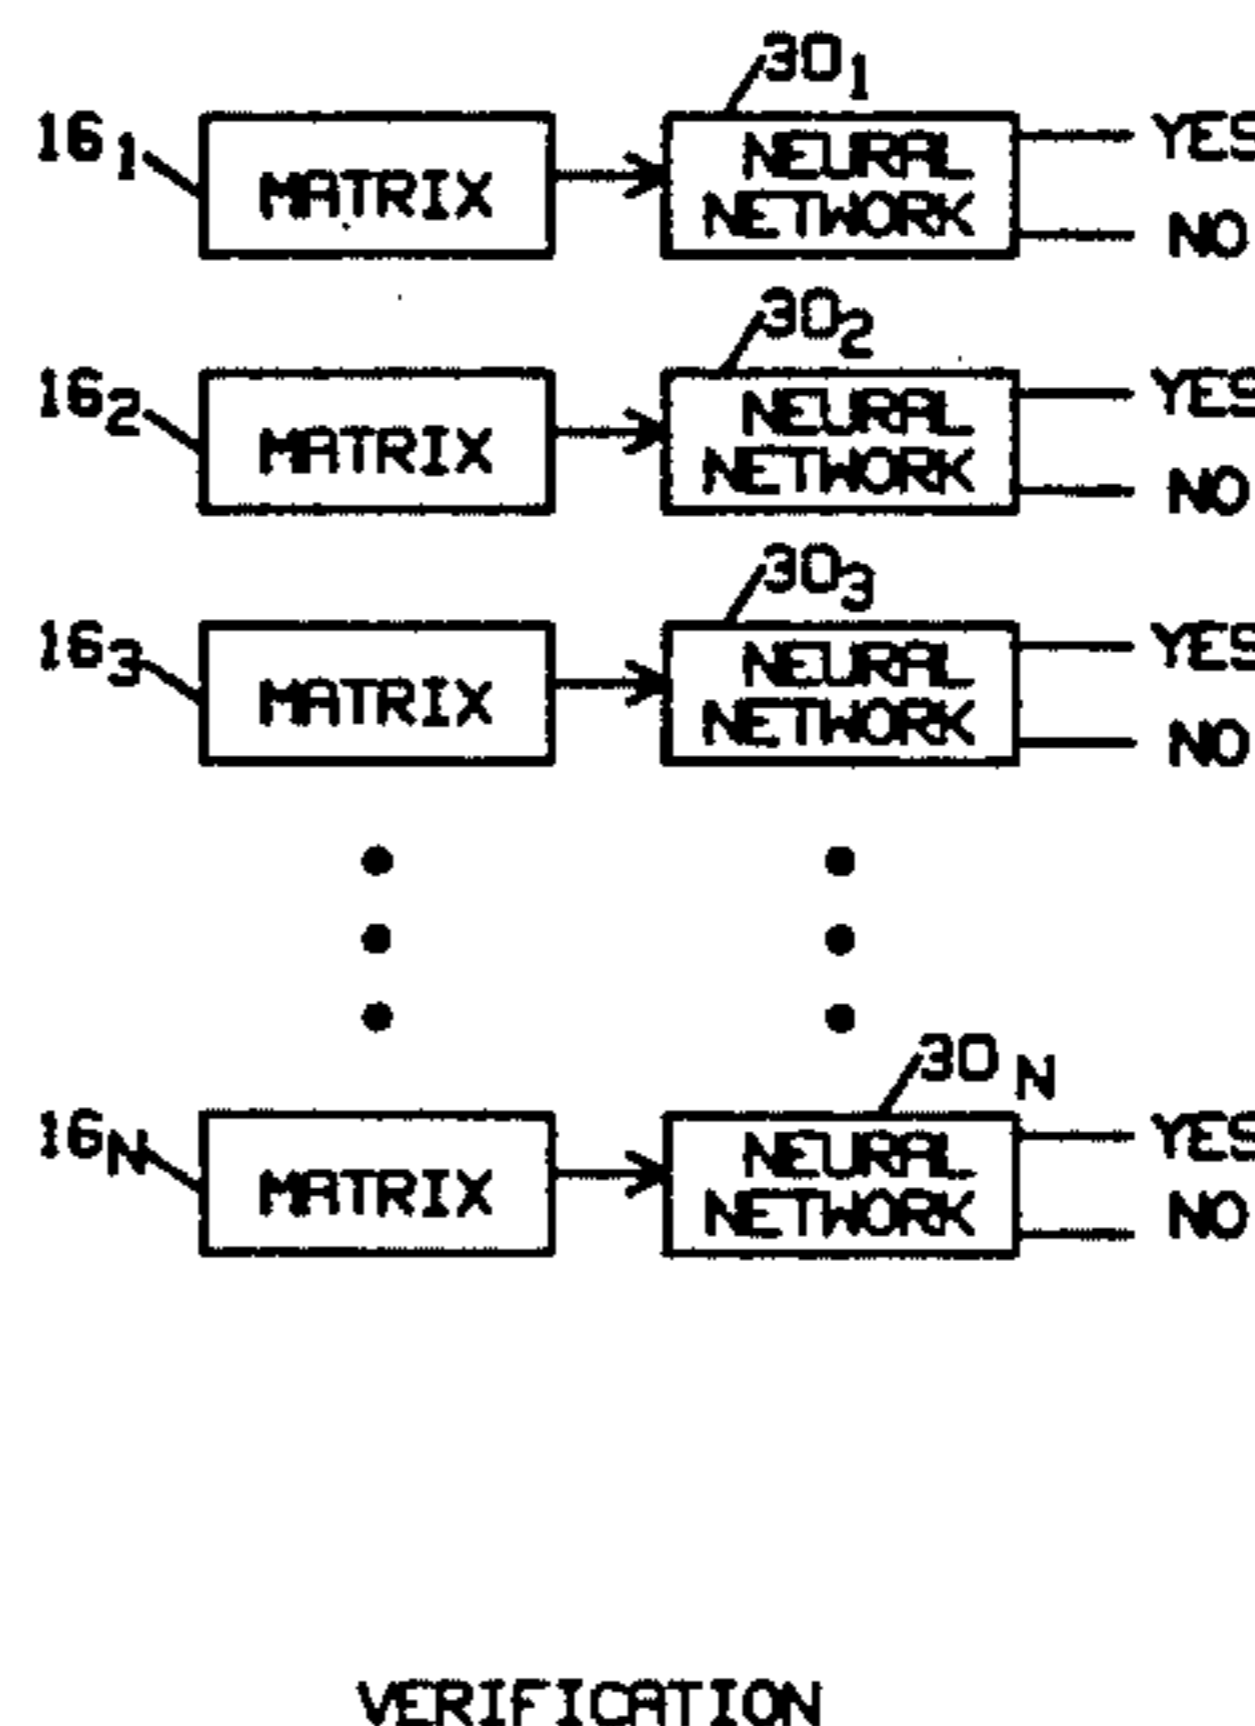 30₁
16₁ MATRIX NEURAL NETWORK YES
NO
30₂
16₂ MATRIX NEURAL NETWORK YES
NO
30₃
16₃ MATRIX NEURAL NETWORK YES
NO
30 N
16N MATRIX NEURAL NETWORK YES
NO
VERIFICATION